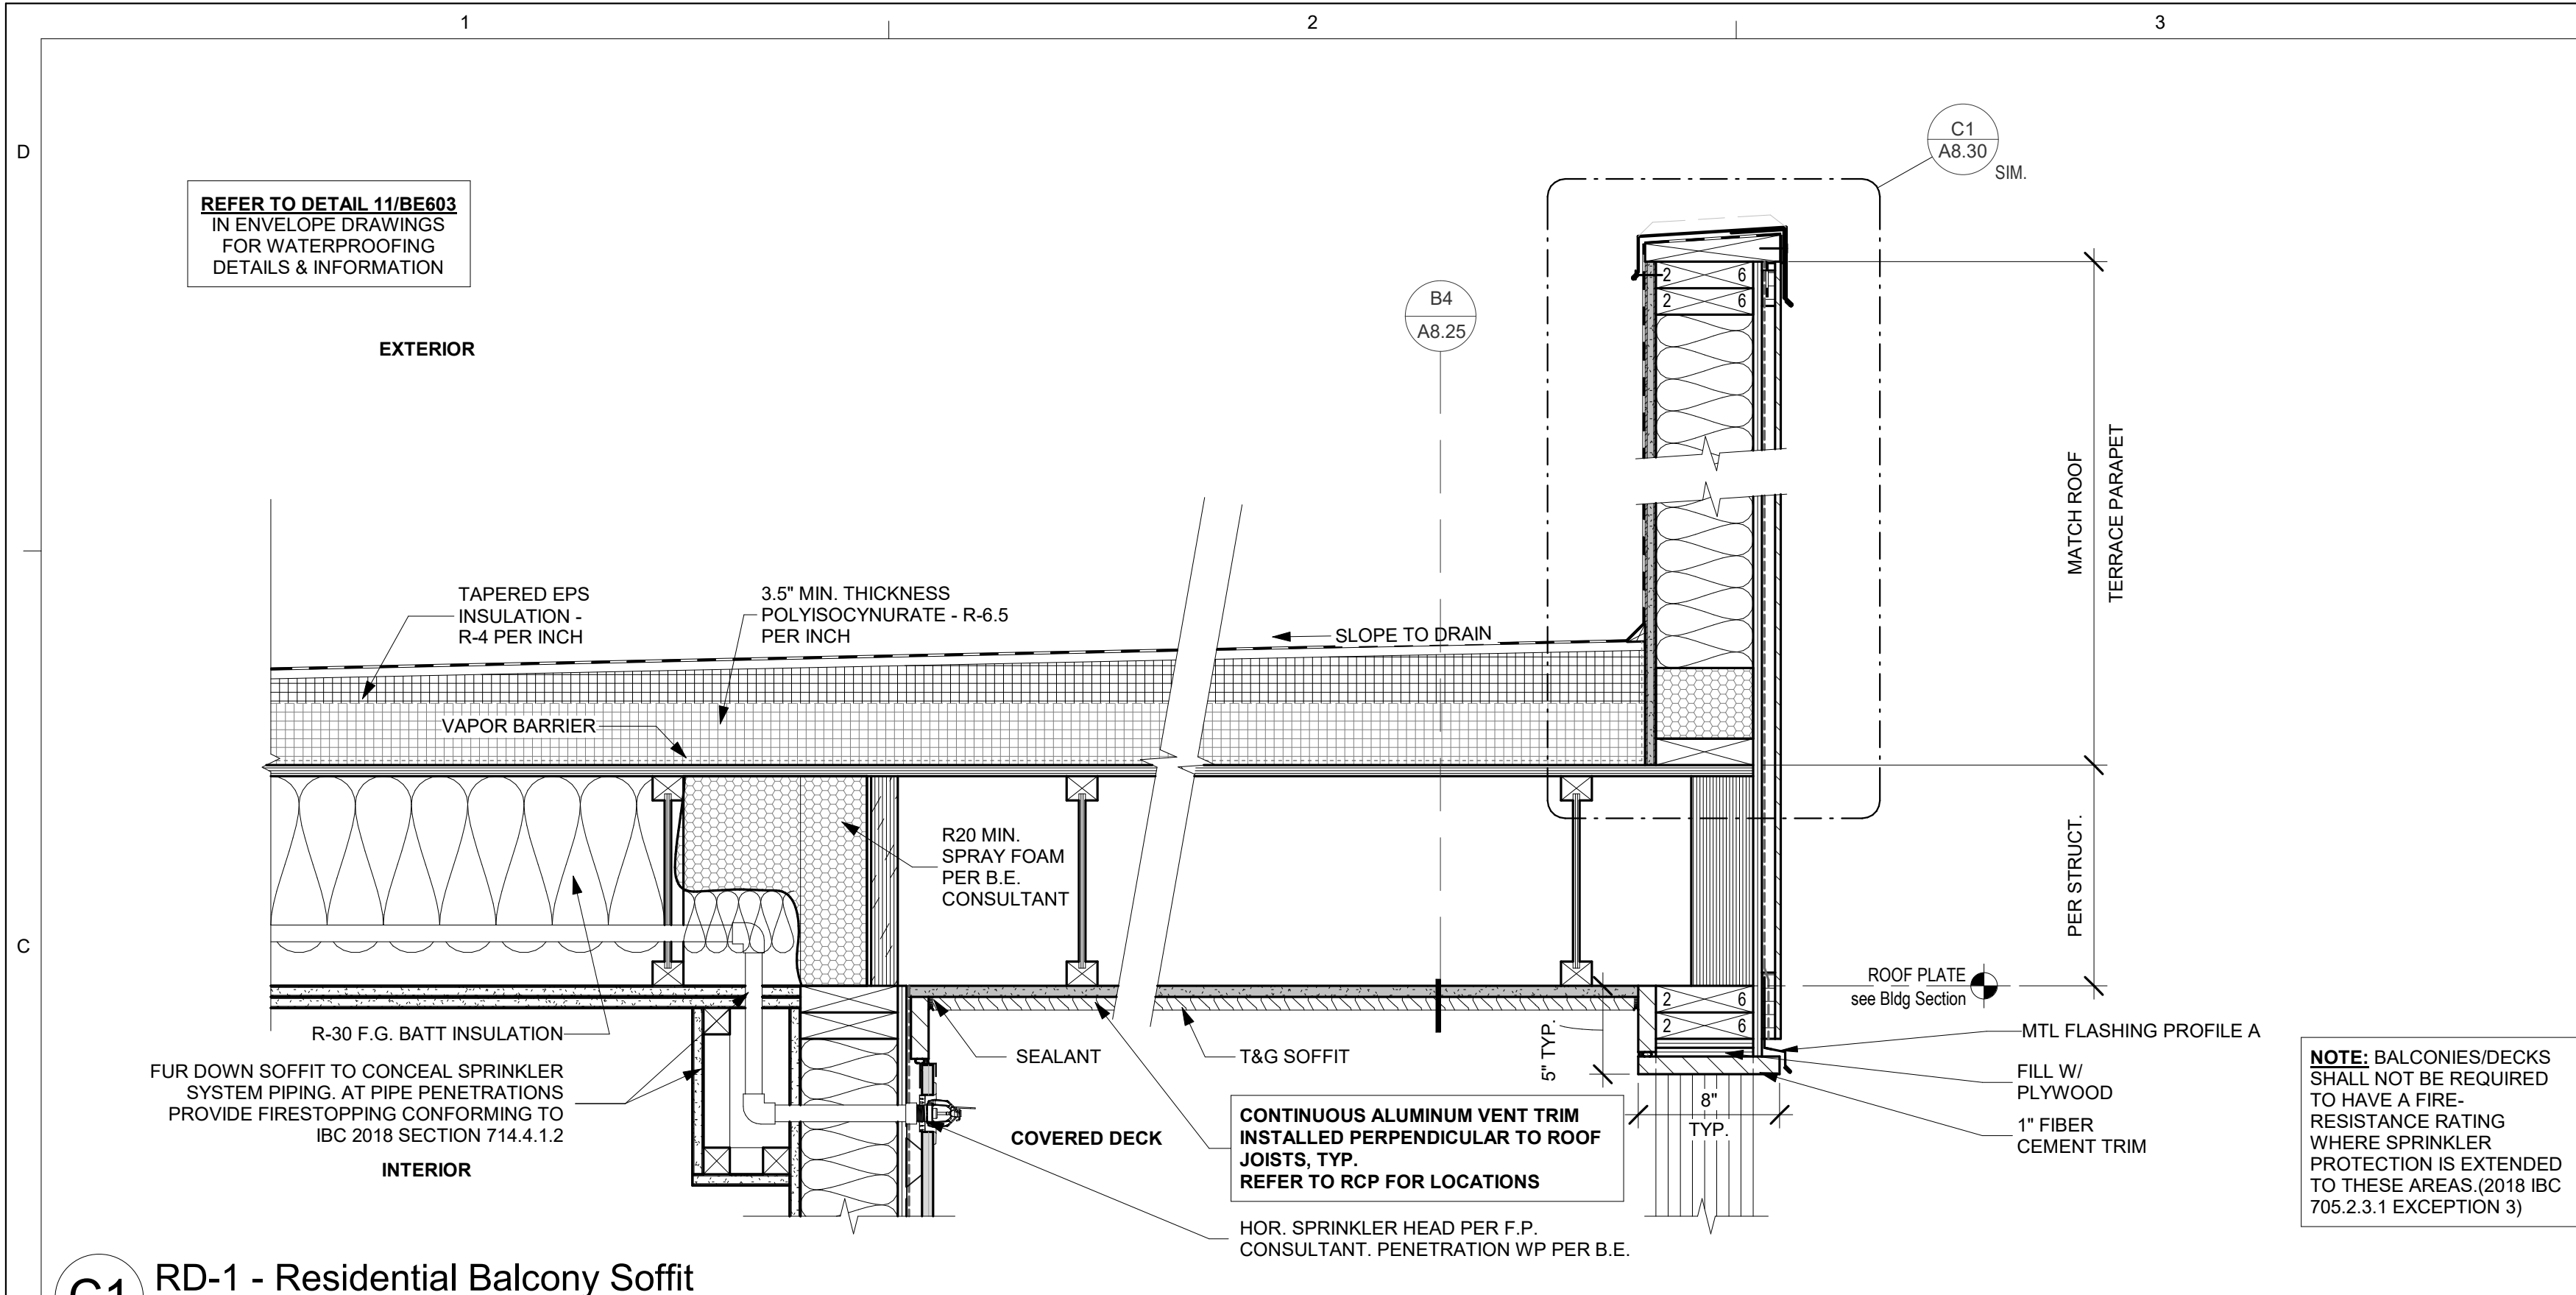 1
2
3
D
C
C1
A8.30
SIM.
REFER TO DETAIL 11/BE603
IN ENVELOPE DRAWINGS
FOR WATERPROOFING
DETAILS & INFORMATION
EXTERIOR
B4
A8.25
2 6
2 6
MATCH ROOF
TERRACE PARAPET
TAPERED EPS
INSULATION -
R-4 PER INCH
3.5" MIN. THICKNESS
POLYISOCYNURATE - R-6.5
PER INCH
SLOPE TO DRAIN
VAPOR BARRIER
R20 MIN.
SPRAY FOAM
PER B.E.
CONSULTANT
PER STRUCT.
ROOF PLATE
see Bldg Section
2 6
2 6
R-30 F.G. BATT INSULATION
FUR DOWN SOFFIT TO CONCEAL SPRINKLER
SYSTEM PIPING. AT PIPE PENETRATIONS
PROVIDE FIRESTOPPING CONFORMING TO
IBC 2018 SECTION 714.4.1.2
INTERIOR
SEALANT
T&G SOFFIT
5" TYP.
8"
TYP.
MTL FLASHING PROFILE A
FILL W/
PLYWOOD
1" FIBER
CEMENT TRIM
COVERED DECK
CONTINUOUS ALUMINUM VENT TRIM
INSTALLED PERPENDICULAR TO ROOF
JOISTS, TYP.
REFER TO RCP FOR LOCATIONS
HOR. SPRINKLER HEAD PER F.P.
CONSULTANT. PENETRATION WP PER B.E.
NOTE: BALCONIES/DECKS
SHALL NOT BE REQUIRED
TO HAVE A FIRE-
RESISTANCE RATING
WHERE SPRINKLER
PROTECTION IS EXTENDED
TO THESE AREAS.(2018 IBC
705.2.3.1 EXCEPTION 3)
C1
RD-1 - Residential Balcony Soffit